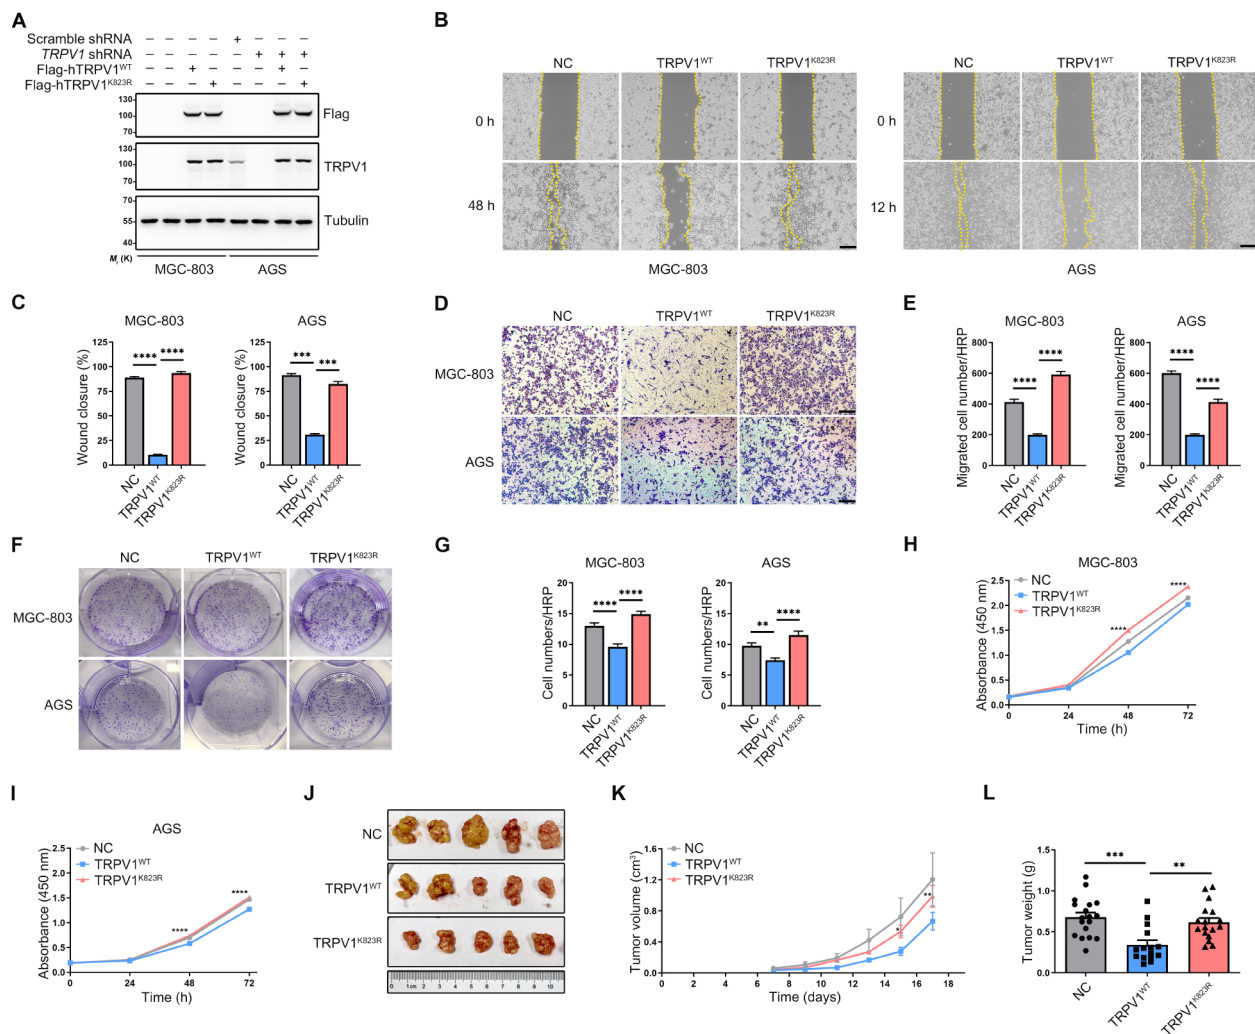 A
Scramble shRNA − − − − + − − −
TRPV1 shRNA − − − − − + + +
Flag-hTRPV1WT − − + − − − + −
Flag-hTRPV1K823R − − − + − − − +
130
100
70
Flag
130
100
70
TRPV1
70
55
40
Tubulin
Mr (K)
MGC-803 AGS
B
NC TRPV1WT TRPV1K823R NC TRPV1WT TRPV1K823R
0 h 0 h
48 h 12 h
MGC-803 AGS
C
MGC-803
Wound closure (%)
100
75
50
25
0
**** ****
NC
TRPV1WT
TRPV1K823R
AGS
Wound closure (%)
100
75
50
25
0
*** ***
NC
TRPV1WT
TRPV1K823R
D
NC TRPV1WT TRPV1K823R
MGC-803
AGS
E
MGC-803
Migrated cell number/HRP
800
600
400
200
0
****
****
NC
TRPV1WT
TRPV1K823R
AGS
Migrated cell number/HRP
800
600
400
200
0
****
****
NC
TRPV1WT
TRPV1K823R
F
NC TRPV1WT TRPV1K823R
MGC-803
AGS
G
MGC-803
Cell numbers/HRP
20
15
10
5
0
**** ****
NC
TRPV1WT
TRPV1K823R
AGS
Cell numbers/HRP
20
15
10
5
0
** ****
NC
TRPV1WT
TRPV1K823R
H
MGC-803
NC
TRPV1WT
TRPV1K823R
Absorbance (450 nm)
2.5
2.0
1.5
1.0
0.5
0.0
****
****
0 24 48 72
Time (h)
I
AGS
NC
TRPV1WT
TRPV1K823R
Absorbance (450 nm)
2.5
2.0
1.5
1.0
0.5
0.0
****
****
0 24 48 72
Time (h)
J
NC
TRPV1WT
TRPV1K823R
0 1cm 2 3 4 5 6 7 8 9 10
K
NC
TRPV1WT
TRPV1K823R
Tumor volume (cm3)
1.6
1.2
0.8
0.4
0.0
*
**
0 2 4 6 8 10 12 14 16 18
Time (days)
L
Tumor weight (g)
1.5
1.0
0.5
0.0
*** **
NC
TRPV1WT
TRPV1K823R